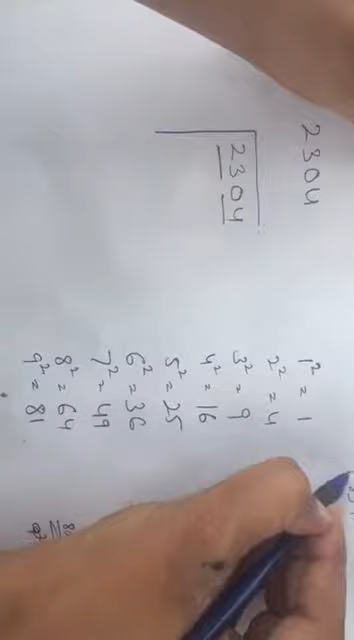 2304
2304
1² = 1
2² = 4
3² = 9
4² = 16
5² = 25
6² = 36
7² = 49
8² = 64
9² = 81